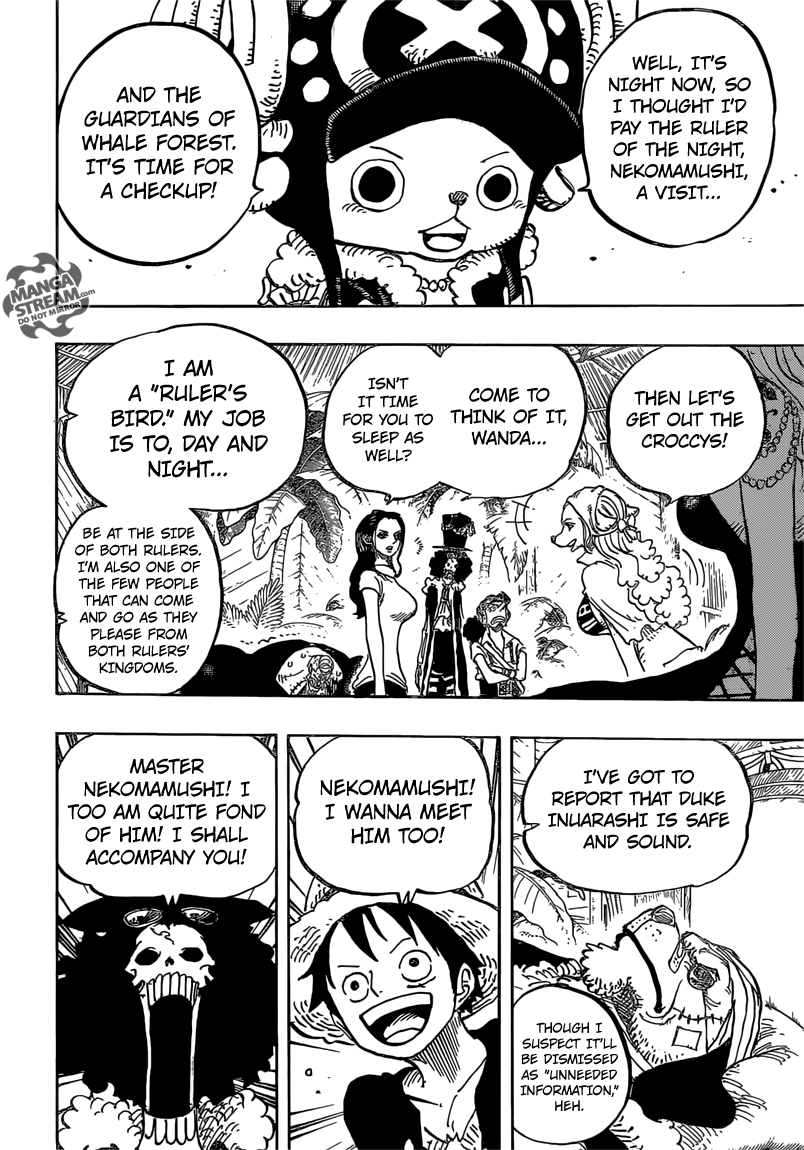 WELL, IT'S
NIGHT NOW, SO
I THOUGHT I'D
PAY THE RULER
OF THE NIGHT,
NEKOMAMUSHI,
A VISIT...
AND THE
GUARDIANS OF
WHALE FOREST.
IT'S TIME FOR
A CHECKUP!
MANGA
STREAM.com
DO NOT MIRROR
THEN LET'S
GET OUT THE
CROCCYS!
COME TO
THINK OF IT,
WANDA...
ISN'T
IT TIME
FOR YOU TO
SLEEP AS
WELL?
I AM
A "RULER'S
BIRD." MY JOB
IS TO, DAY AND
NIGHT...
BE AT THE SIDE
OF BOTH RULERS.
I'M ALSO ONE OF
THE FEW PEOPLE
THAT CAN COME
AND GO AS THEY
PLEASE FROM
BOTH RULERS'
KINGDOMS.
I'VE GOT TO
REPORT THAT DUKE
INUARASHI IS SAFE
AND SOUND.
THOUGH I
SUSPECT IT'LL
BE DISMISSED
AS "UNNEEDED
INFORMATION,"
HEH.
NEKOMAMUSHI!
I WANNA MEET
HIM TOO!
MASTER
NEKOMAMUSHI! I
TOO AM QUITE FOND
OF HIM! I SHALL
ACCOMPANY YOU!